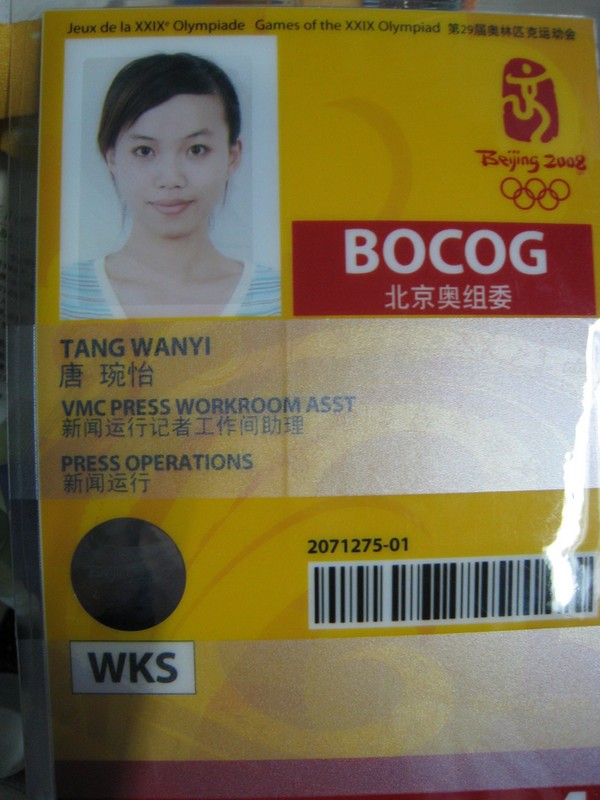 Jeux de la XXIXᵉ Olympiade Games of the XXIX Olympiad 第29届奥林匹克运动会
Beijing 2008
BOCOG
北京奥组委
TANG WANYI
唐 琬怡
VMC PRESS WORKROOM ASST
新闻运行记者工作间助理
PRESS OPERATIONS
新闻运行
2071275-01
WKS